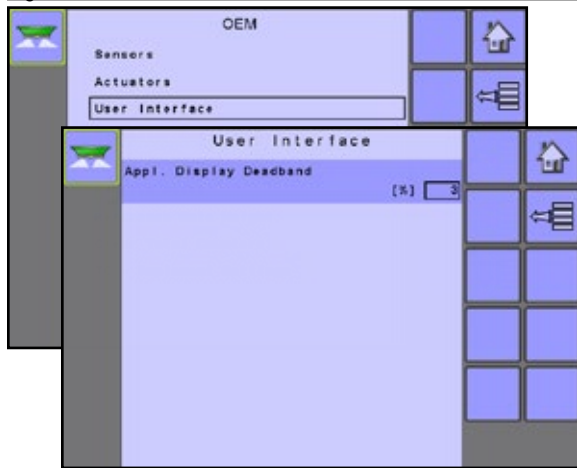 OEM
Sensors
Actuators
User Interface
User Interface
Appl. Display Deadband
[%] 3